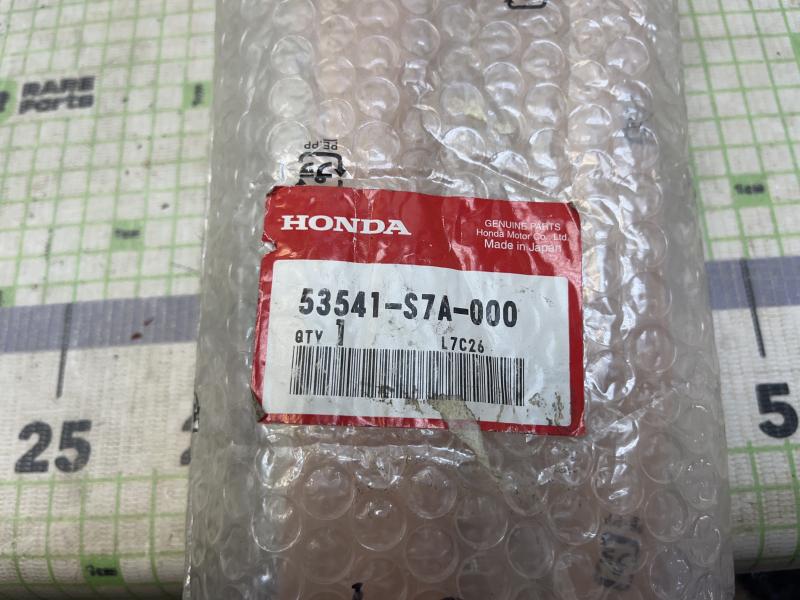 RARE
Parts
PE,PP
HONDA
GENUINE PARTS
Honda Motor Co., Ltd.
Made in Japan
53541-S7A-000
QTY 1 L7C26
25
5